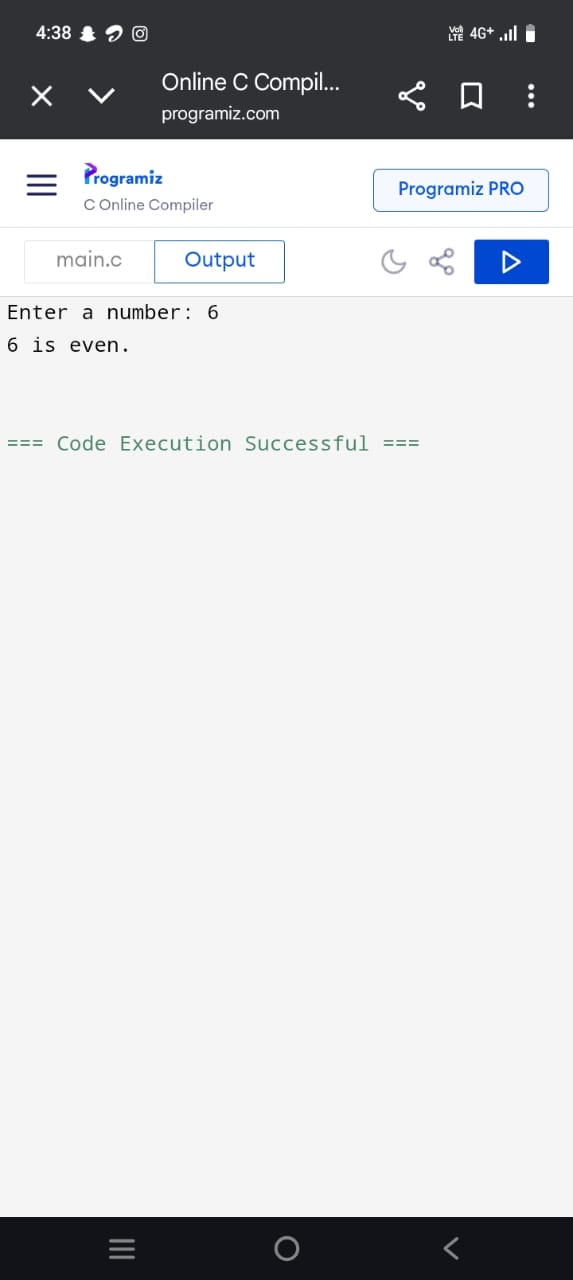 4:38
Vo)) LTE 4G+
Online C Compil...
programiz.com
Programiz
C Online Compiler
Programiz PRO
main.c
Output
Enter a number: 6
6 is even.
=== Code Execution Successful ===